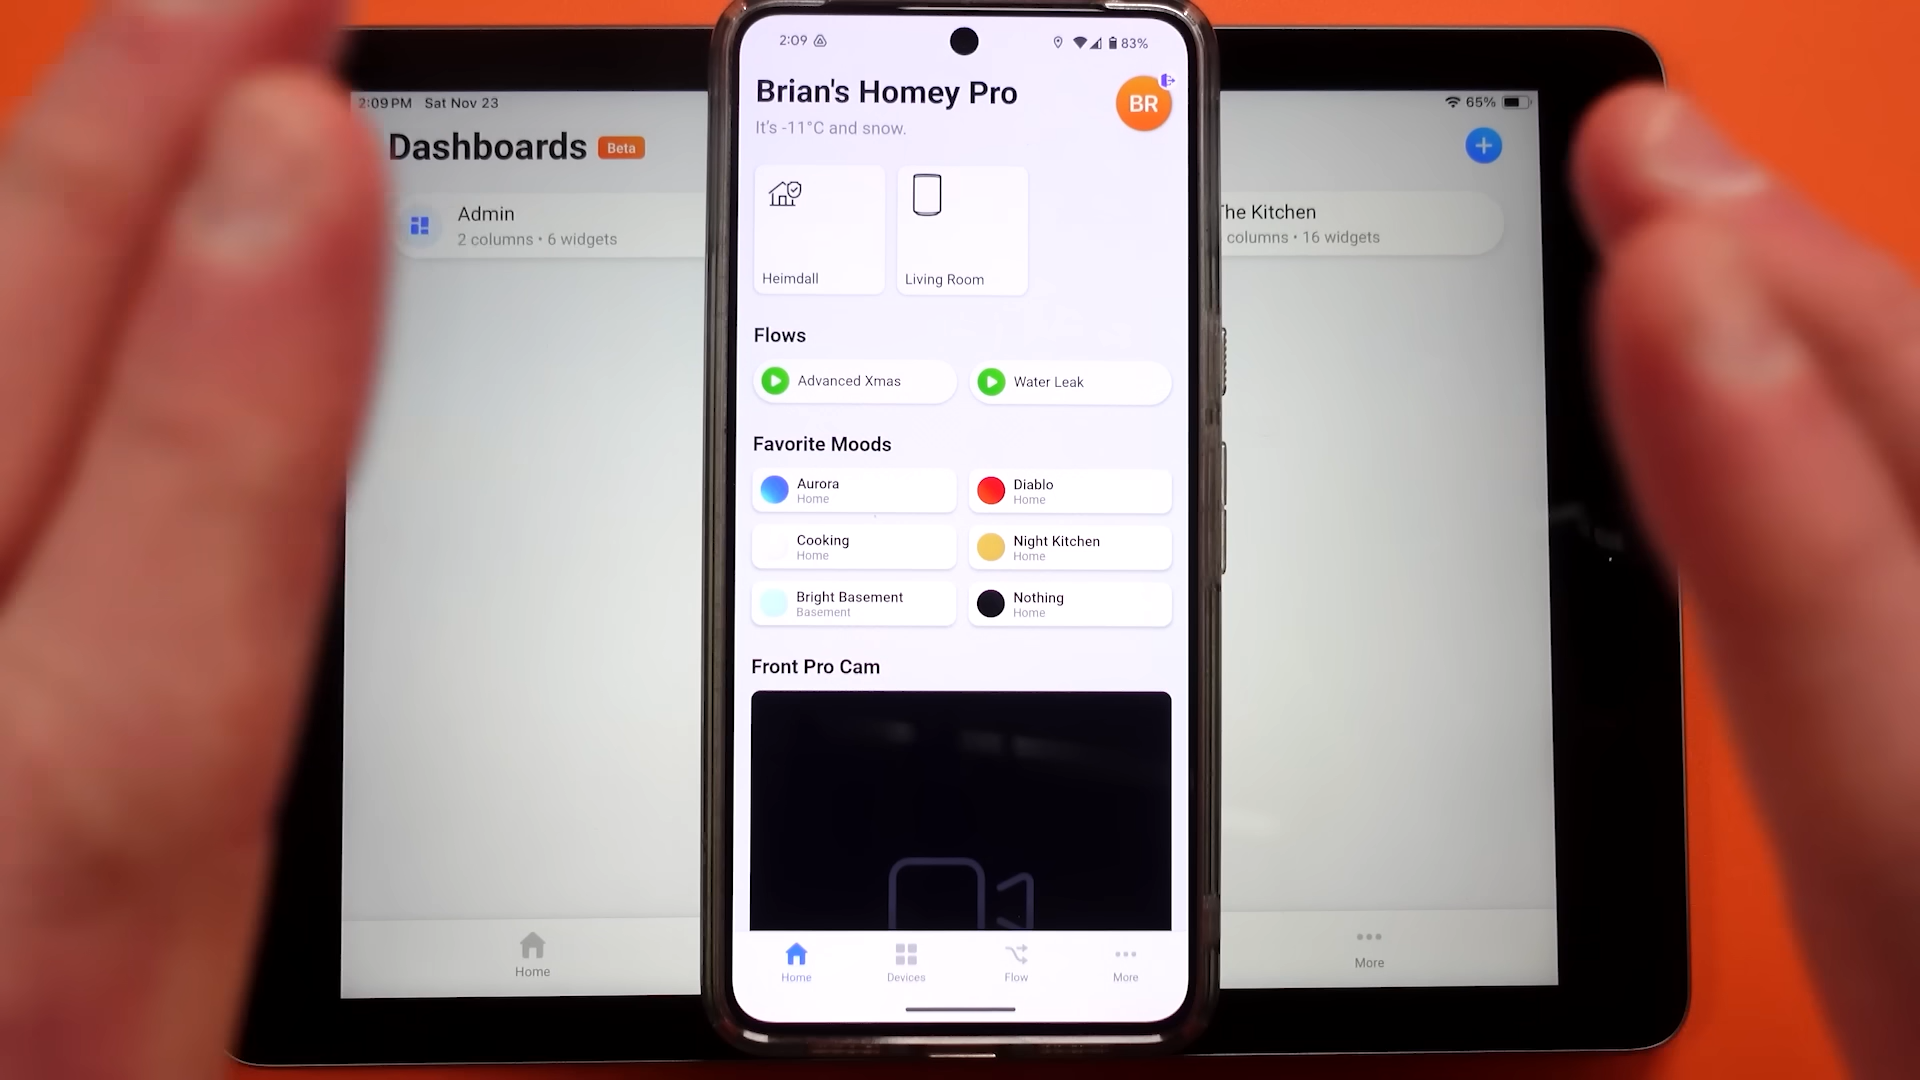 2:09 PM Sat Nov 23
65%
Dashboards Beta
Admin
2 columns • 6 widgets
The Kitchen
columns • 16 widgets
Home
More
2:09
83%
Brian's Homey Pro
BR
It's -11°C and snow.
Heimdall
Living Room
Flows
Advanced Xmas
Water Leak
Favorite Moods
Aurora
Home
Diablo
Home
Cooking
Home
Night Kitchen
Home
Bright Basement
Basement
Nothing
Home
Front Pro Cam
Home
Devices
Flow
More